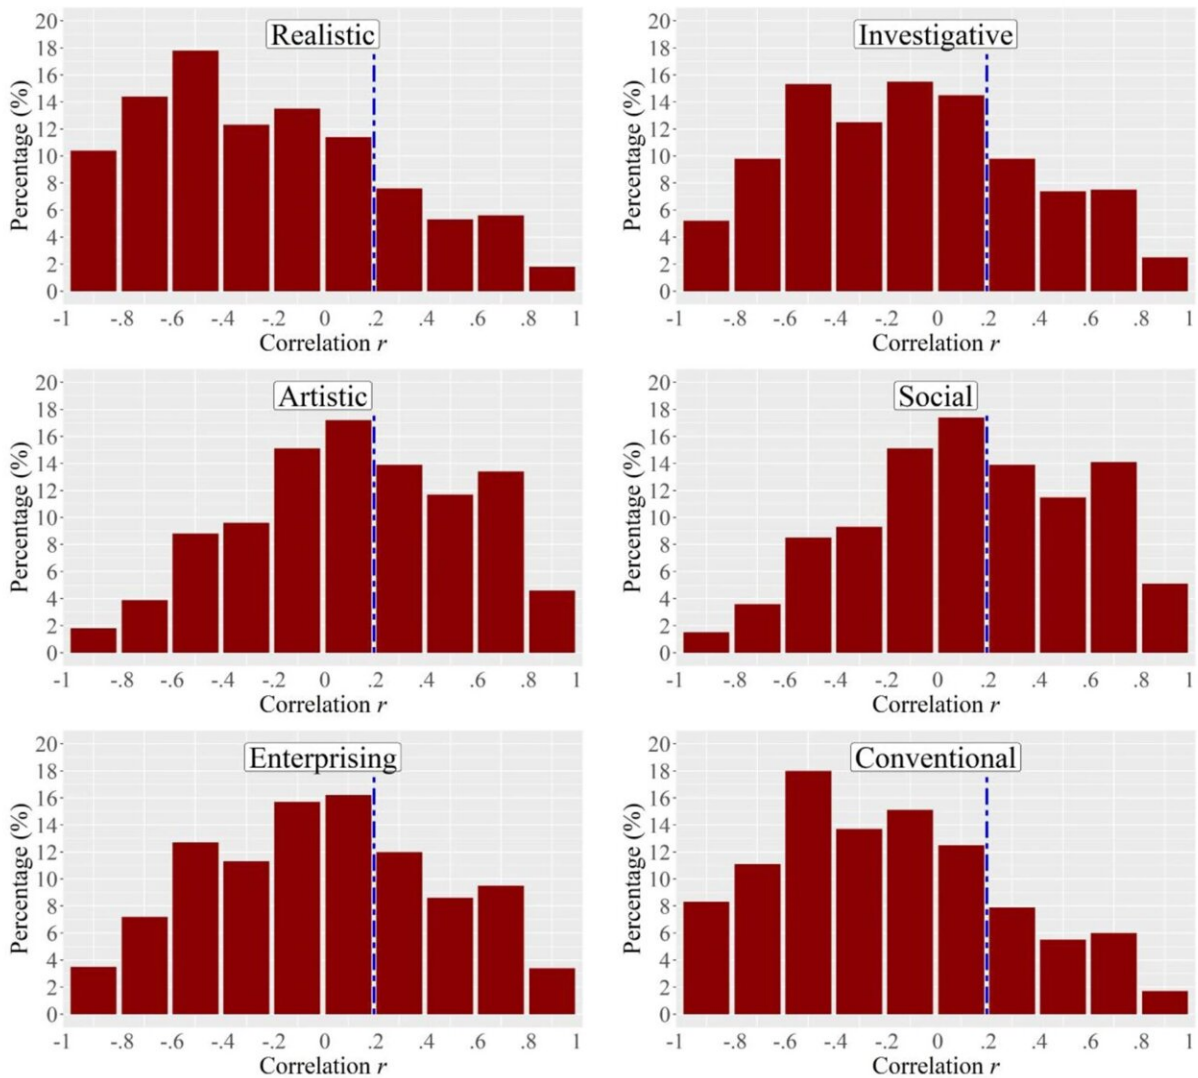 Realistic
Percentage (%)
20
18
16
14
12
10
8
6
4
2
0
-1 -.8 -.6 -.4 -.2 0 .2 .4 .6 .8 1
Correlation r
Investigative
Percentage (%)
20
18
16
14
12
10
8
6
4
2
0
-1 -.8 -.6 -.4 -.2 0 .2 .4 .6 .8 1
Correlation r
Artistic
Percentage (%)
20
18
16
14
12
10
8
6
4
2
0
-1 -.8 -.6 -.4 -.2 0 .2 .4 .6 .8 1
Correlation r
Social
Percentage (%)
20
18
16
14
12
10
8
6
4
2
0
-1 -.8 -.6 -.4 -.2 0 .2 .4 .6 .8 1
Correlation r
Enterprising
Percentage (%)
20
18
16
14
12
10
8
6
4
2
0
-1 -.8 -.6 -.4 -.2 0 .2 .4 .6 .8 1
Correlation r
Conventional
Percentage (%)
20
18
16
14
12
10
8
6
4
2
0
-1 -.8 -.6 -.4 -.2 0 .2 .4 .6 .8 1
Correlation r